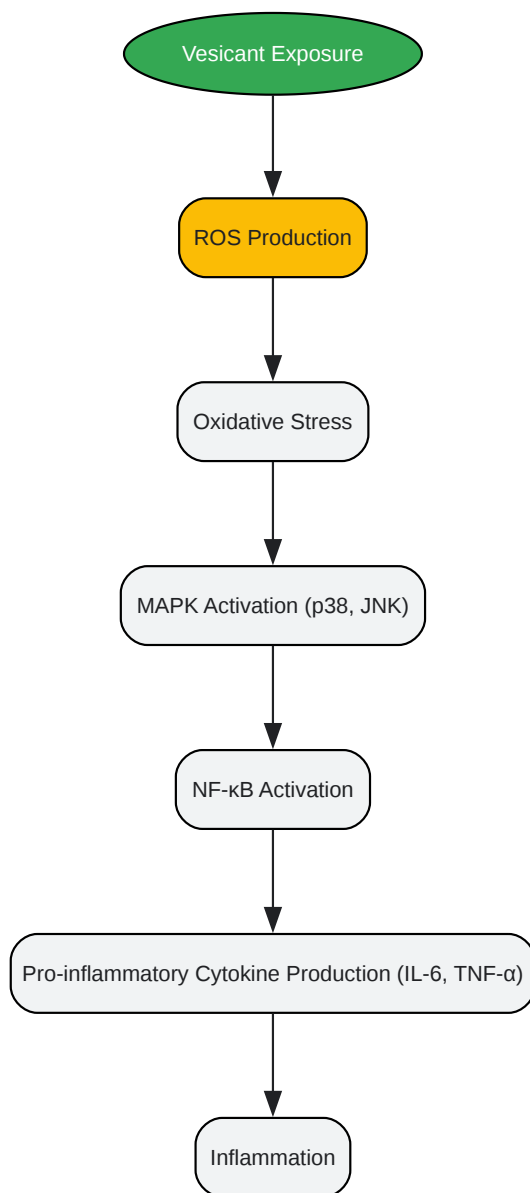 Vesicant Exposure
ROS Production
Oxidative Stress
MAPK Activation (p38, JNK)
NF-κB Activation
Pro-inflammatory Cytokine Production (IL-6, TNF-α)
Inflammation